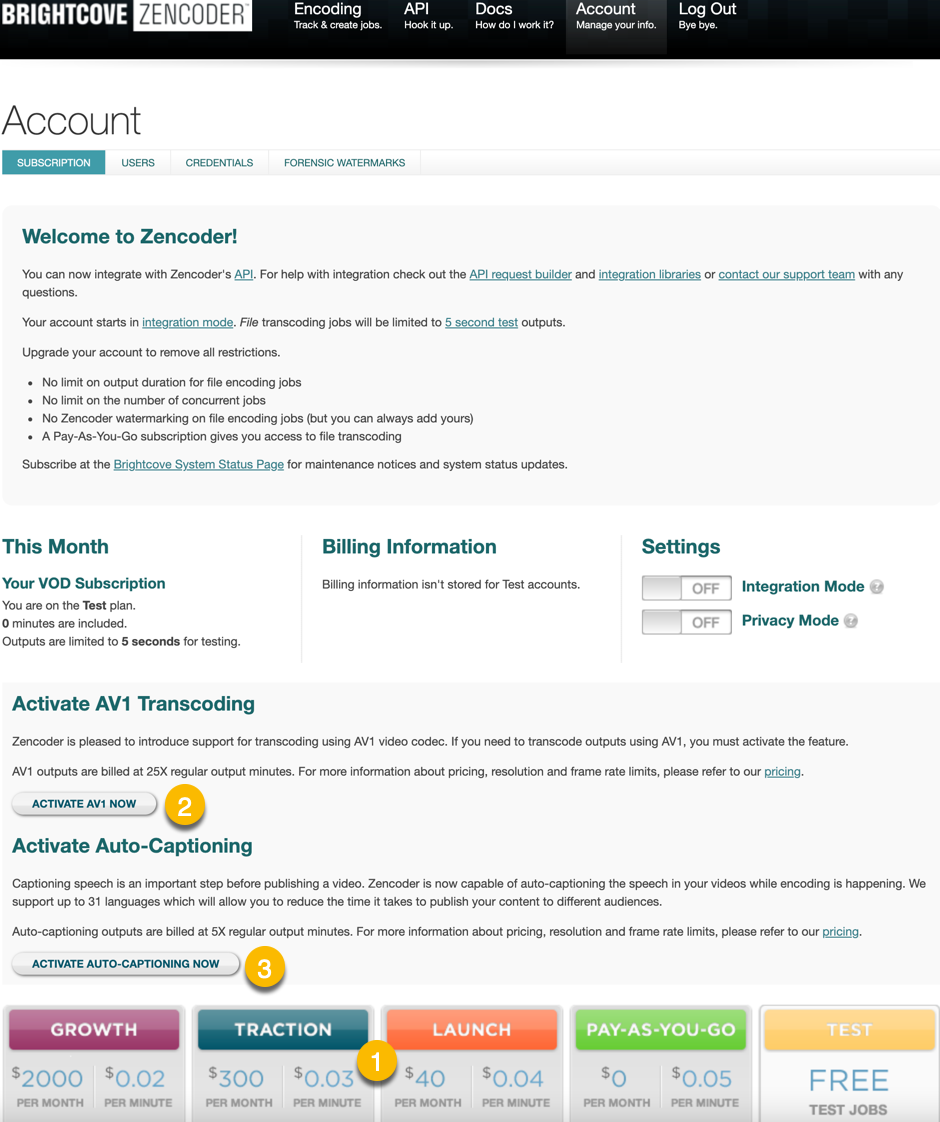 BRIGHTCOVE ZENCODER™
Encoding API Docs Account Log Out
Track & create jobs. Hook it up. How do I work it? Manage your info. Bye bye.
Account
SUBSCRIPTION USERS CREDENTIALS FORENSIC WATERMARKS
Welcome to Zencoder!
You can now integrate with Zencoder's API. For help with integration check out the API request builder and integration libraries or contact our support team with any
questions.
Your account starts in integration mode. File transcoding jobs will be limited to 5 second test outputs.
Upgrade your account to remove all restrictions.
• No limit on output duration for file encoding jobs
• No limit on the number of concurrent jobs
• No Zencoder watermarking on file encoding jobs (but you can always add yours)
• A Pay-As-You-Go subscription gives you access to file transcoding
Subscribe at the Brightcove System Status Page for maintenance notices and system status updates.
This Month
Your VOD Subscription
You are on the Test plan.
0 minutes are included.
Outputs are limited to 5 seconds for testing.
Billing Information
Billing information isn't stored for Test accounts.
Settings
OFF Integration Mode ?
OFF Privacy Mode ?
Activate AV1 Transcoding
Zencoder is pleased to introduce support for transcoding using AV1 video codec. If you need to transcode outputs using AV1, you must activate the feature.
AV1 outputs are billed at 25X regular output minutes. For more information about pricing, resolution and frame rate limits, please refer to our pricing.
ACTIVATE AV1 NOW 2
Activate Auto-Captioning
Captioning speech is an important step before publishing a video. Zencoder is now capable of auto-captioning the speech in your videos while encoding is happening. We
support up to 31 languages which will allow you to reduce the time it takes to publish your content to different audiences.
Auto-captioning outputs are billed at 5X regular output minutes. For more information about pricing, resolution and frame rate limits, please refer to our pricing.
ACTIVATE AUTO-CAPTIONING NOW 3
GROWTH TRACTION LAUNCH PAY-AS-YOU-GO TEST
1
$2000 $0.02 $300 $0.03 $40 $0.04 $0 $0.05 FREE
PER MONTH PER MINUTE PER MONTH PER MINUTE PER MONTH PER MINUTE PER MONTH PER MINUTE TEST JOBS